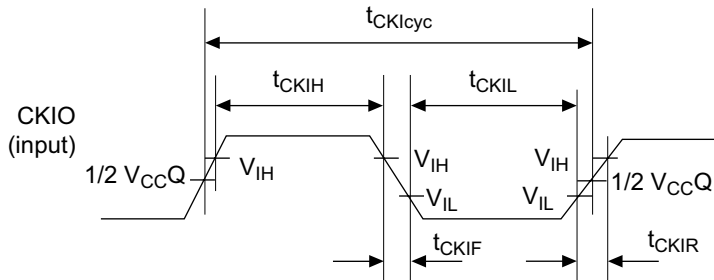 tCKIcyc
tCKIH
tCKIL
CKIO
(input)
VIH
VIH
VIH
1/2 VCCQ
1/2 VCCQ
VIL
VIL
tCKIF
tCKIR